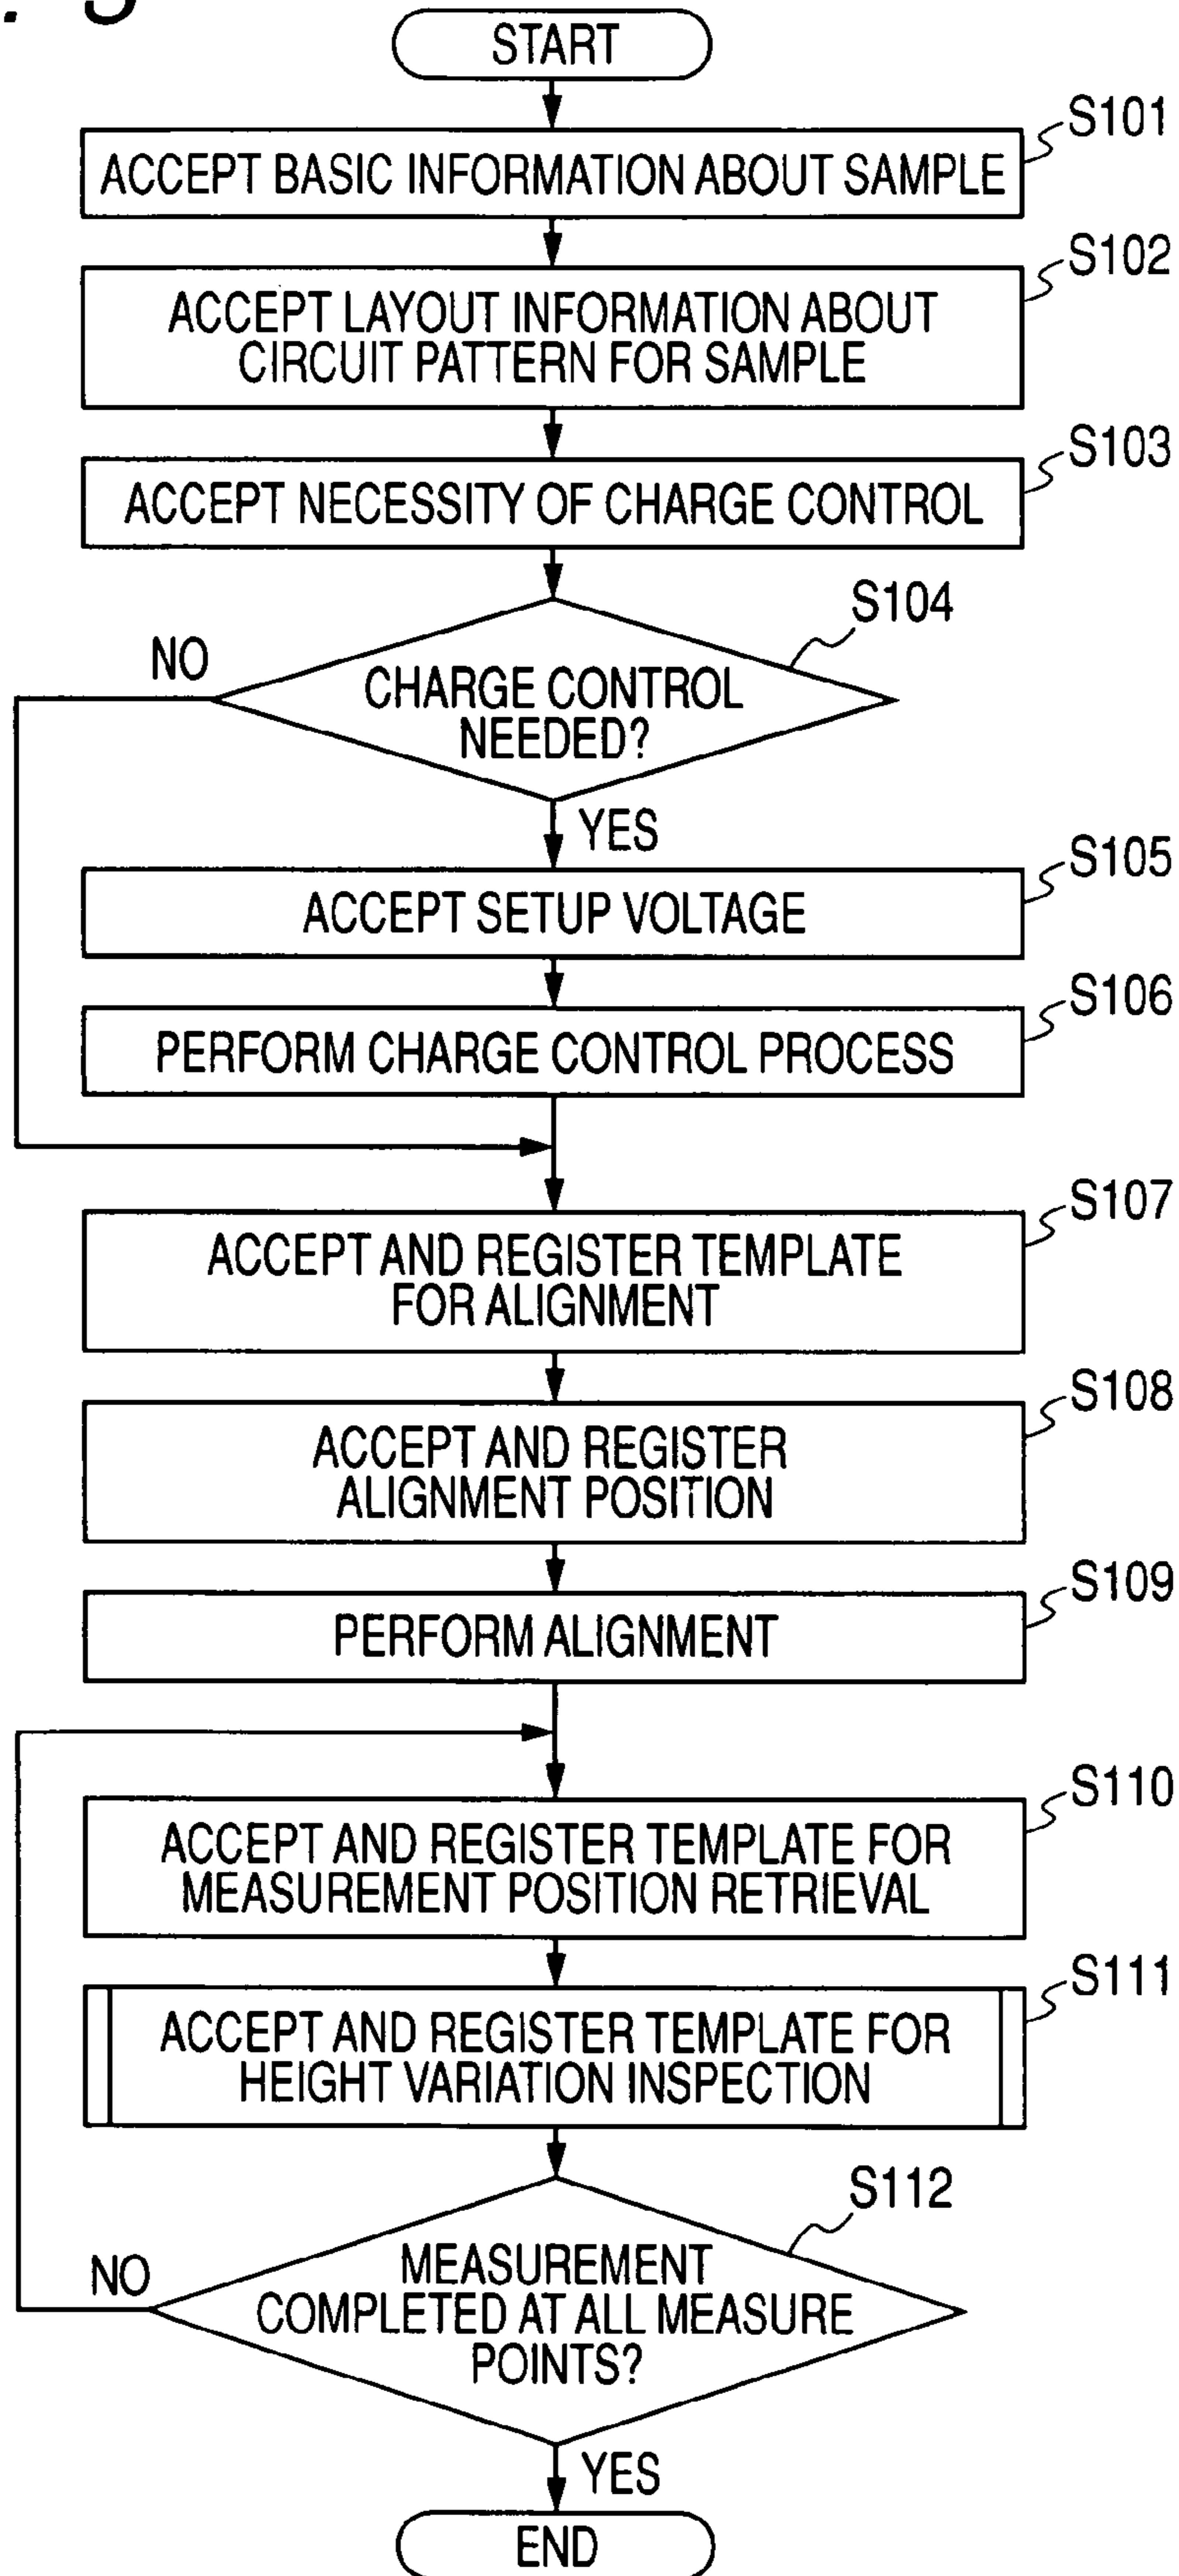 START
S101
ACCEPT BASIC INFORMATION ABOUT SAMPLE
S102
ACCEPT LAYOUT INFORMATION ABOUT
CIRCUIT PATTERN FOR SAMPLE
S103
ACCEPT NECESSITY OF CHARGE CONTROL
S104
NO
CHARGE CONTROL
NEEDED?
YES
S105
ACCEPT SETUP VOLTAGE
S106
PERFORM CHARGE CONTROL PROCESS
S107
ACCEPT AND REGISTER TEMPLATE
FOR ALIGNMENT
S108
ACCEPT AND REGISTER
ALIGNMENT POSITION
S109
PERFORM ALIGNMENT
S110
ACCEPT AND REGISTER TEMPLATE FOR
MEASUREMENT POSITION RETRIEVAL
S111
ACCEPT AND REGISTER TEMPLATE FOR
HEIGHT VARIATION INSPECTION
S112
NO
MEASUREMENT
COMPLETED AT ALL MEASURE
POINTS?
YES
END